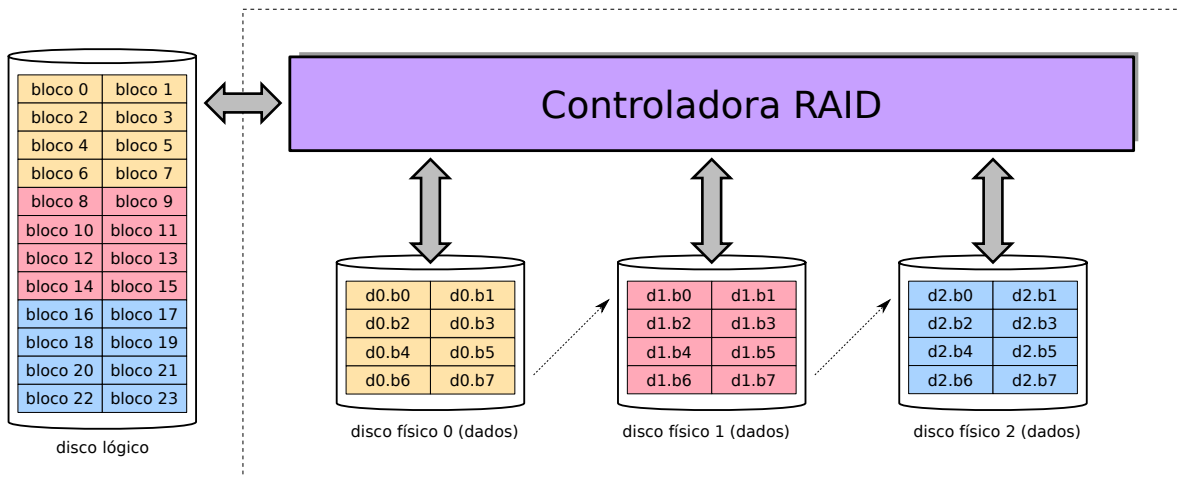 Controladora RAID
bloco 0 bloco 1
bloco 2 bloco 3
bloco 4 bloco 5
bloco 6 bloco 7
bloco 8 bloco 9
bloco 10 bloco 11
bloco 12 bloco 13
bloco 14 bloco 15
bloco 16 bloco 17
bloco 18 bloco 19
bloco 20 bloco 21
bloco 22 bloco 23
disco lógico
d0.b0 d0.b1
d0.b2 d0.b3
d0.b4 d0.b5
d0.b6 d0.b7
disco físico 0 (dados)
d1.b0 d1.b1
d1.b2 d1.b3
d1.b4 d1.b5
d1.b6 d1.b7
disco físico 1 (dados)
d2.b0 d2.b1
d2.b2 d2.b3
d2.b4 d2.b5
d2.b6 d2.b7
disco físico 2 (dados)